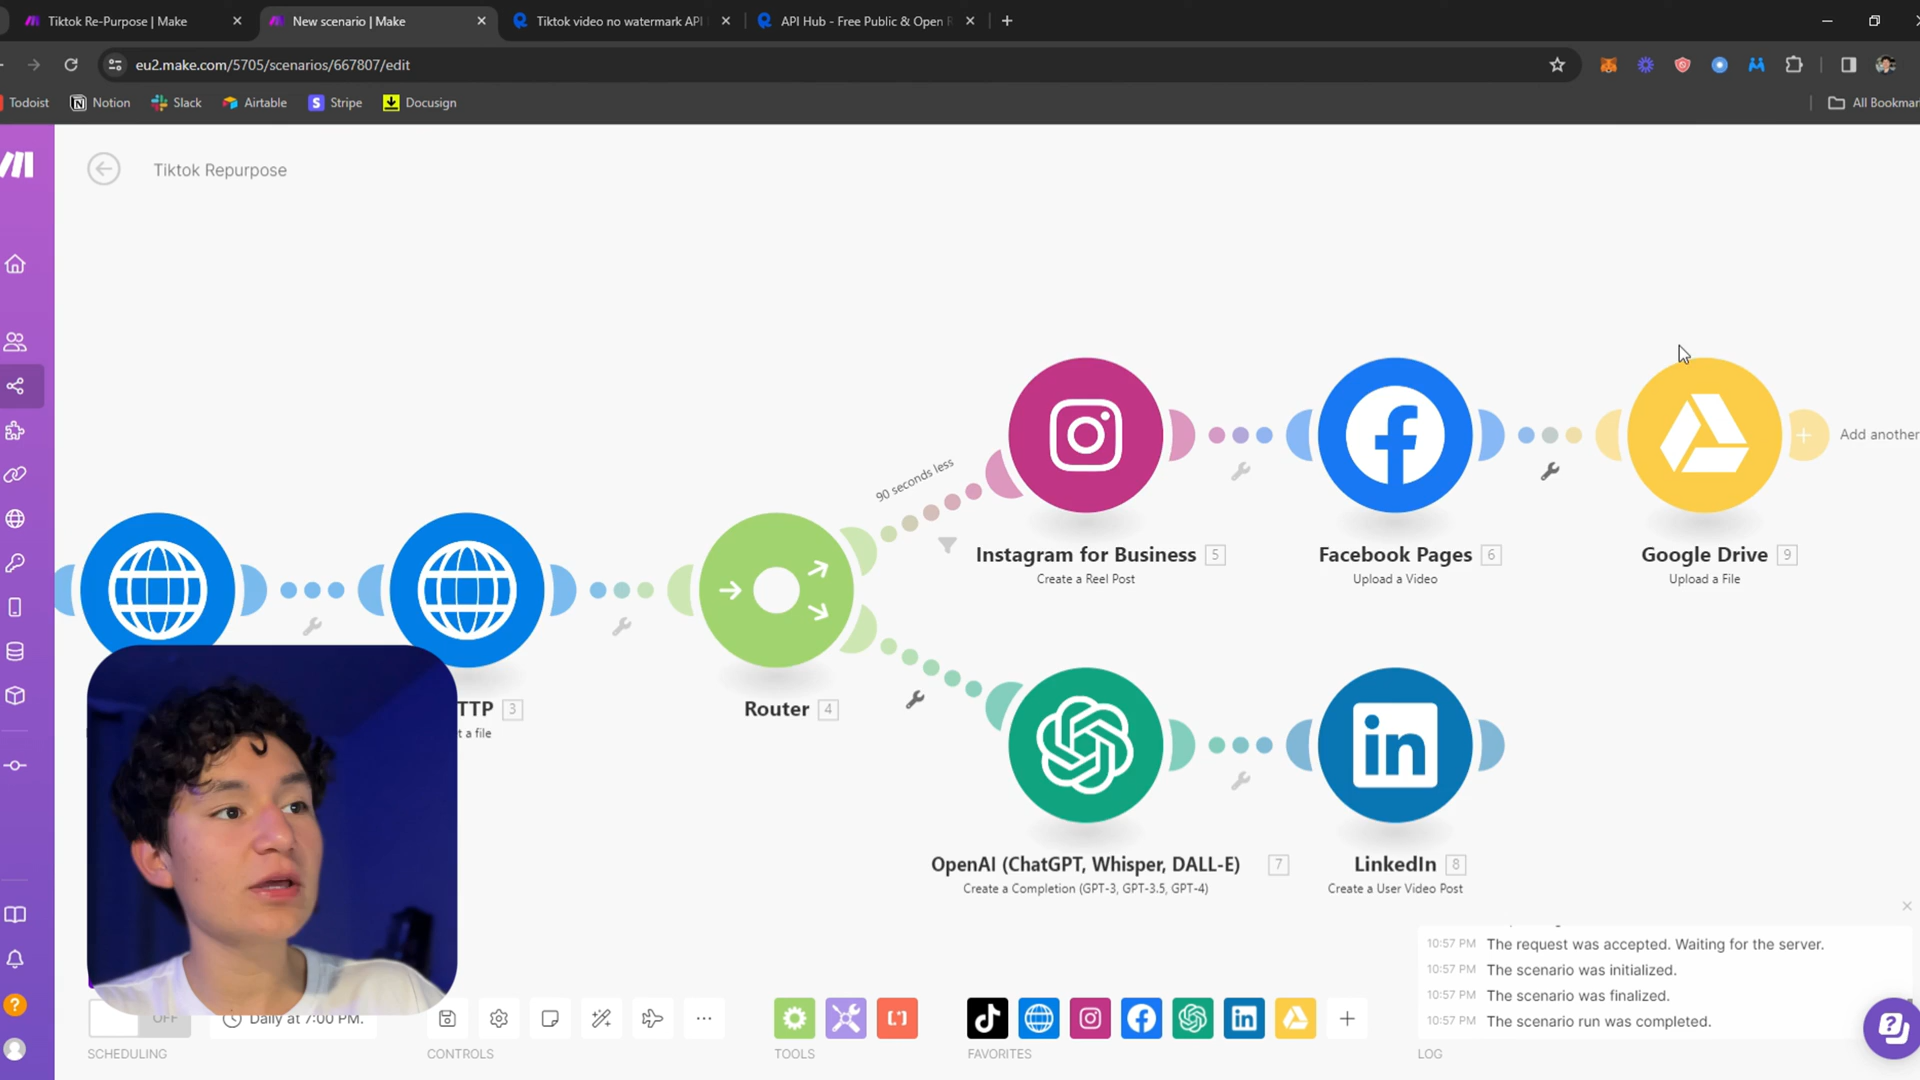 Tiktok Re-Purpose | Make
New scenario | Make
Tiktok video no watermark API
API Hub - Free Public & Open R
eu2.make.com/5705/scenarios/667807/edit
Todoist
Notion
Slack
Airtable
Stripe
Docusign
All Bookmar
Tiktok Repurpose
90 seconds less
Add another
Instagram for Business 5
Create a Reel Post
Facebook Pages 6
Upload a Video
Google Drive 9
Upload a File
TTP 3
t a file
Router 4
OpenAI (ChatGPT, Whisper, DALL-E) 7
Create a Completion (GPT-3, GPT-3.5, GPT-4)
LinkedIn 8
Create a User Video Post
10:57 PM The request was accepted. Waiting for the server.
10:57 PM The scenario was initialized.
10:57 PM The scenario was finalized.
10:57 PM The scenario run was completed.
OFF
Daily at 7:00 PM.
SCHEDULING
CONTROLS
TOOLS
FAVORITES
LOG